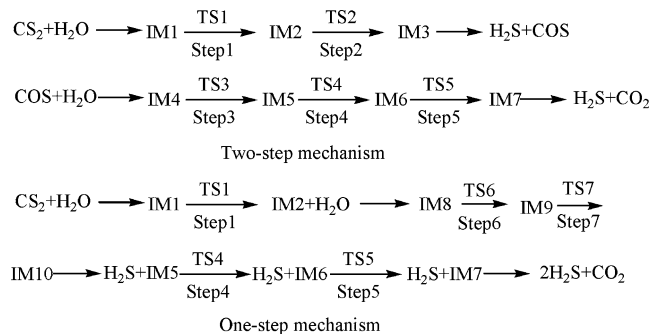 CS2+H2O → IM1 TS1 Step1 → IM2 TS2 Step2 → IM3 → H2S+COS
COS+H2O → IM4 TS3 Step3 → IM5 TS4 Step4 → IM6 TS5 Step5 → IM7 → H2S+CO2
Two-step mechanism
CS2+H2O → IM1 TS1 Step1 → IM2+H2O → IM8 TS6 Step6 → IM9 TS7 Step7 →
IM10 → H2S+IM5 TS4 Step4 → H2S+IM6 TS5 Step5 → H2S+IM7 → 2H2S+CO2
One-step mechanism